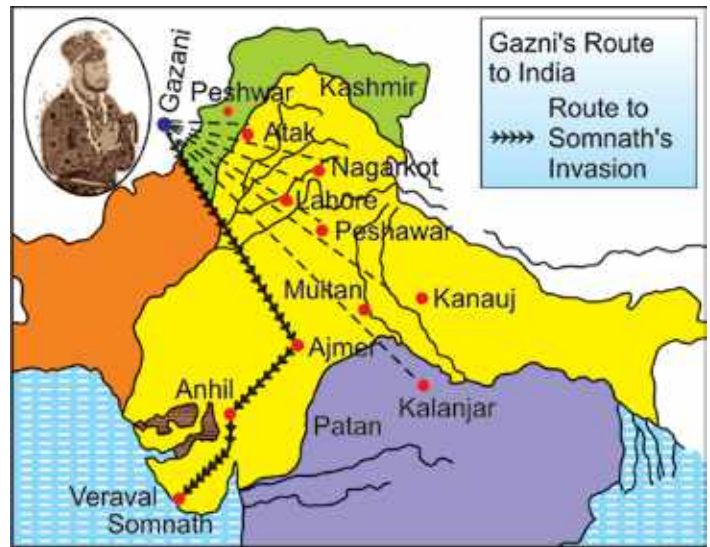 Gazni's Route
to India
Route to
Somnath's
Invasion
Gazani
Peshwar
Kashmir
Atak
Nagarkot
Lahore
Peshawar
Multan
Kanauj
Ajmer
Anhil
Kalanjar
Patan
Veraval
Somnath